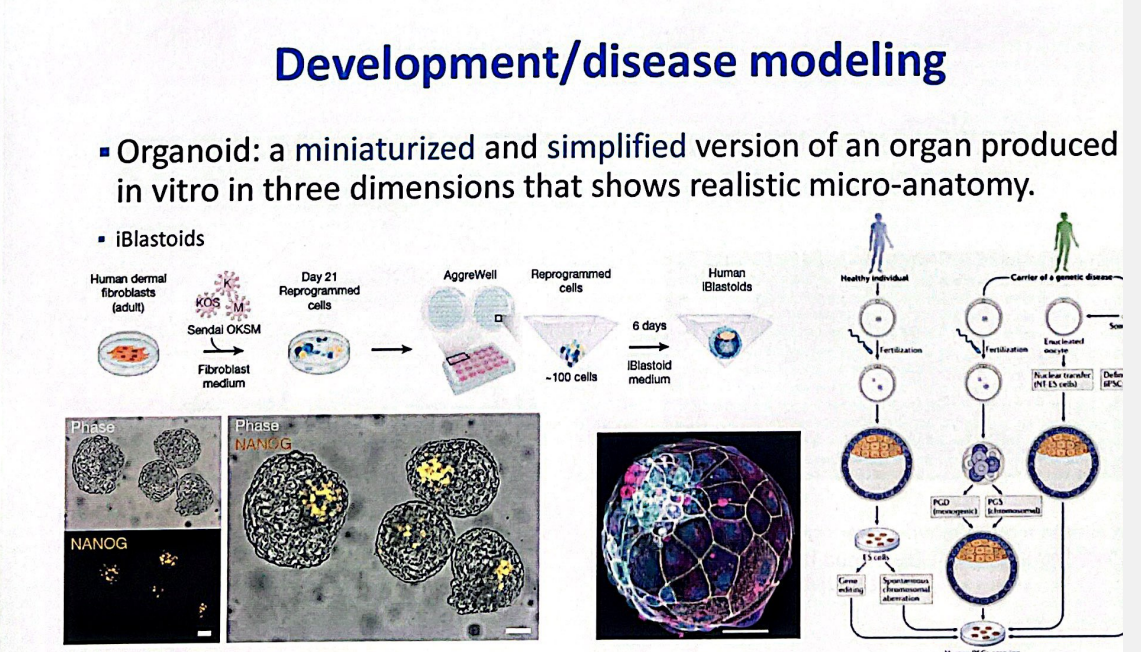 Development/disease modeling
▪ Organoid: a miniaturized and simplified version of an organ produced
in vitro in three dimensions that shows realistic micro-anatomy.
▪ iBlastoids
Human dermal
fibroblasts
(adult)
K
KOS
M
Sendai OKSM
Fibroblast
medium
Day 21
Reprogrammed
cells
AggreWell
Reprogrammed
cells
~100 cells
6 days
iBlastoid
medium
Human
iBlastoids
Phase
NANOG
Phase
NANOG
Healthy individual
Carrier of a genetic disease
Fertilization
Fertilization
Enucleated
oocyte
Nuclear transfer
(NT-ES cells)
PGD
(monogenic)
PGS
(chromosomal)
ES cells
Gene
editing
Spontaneous
chromosomal
aberration